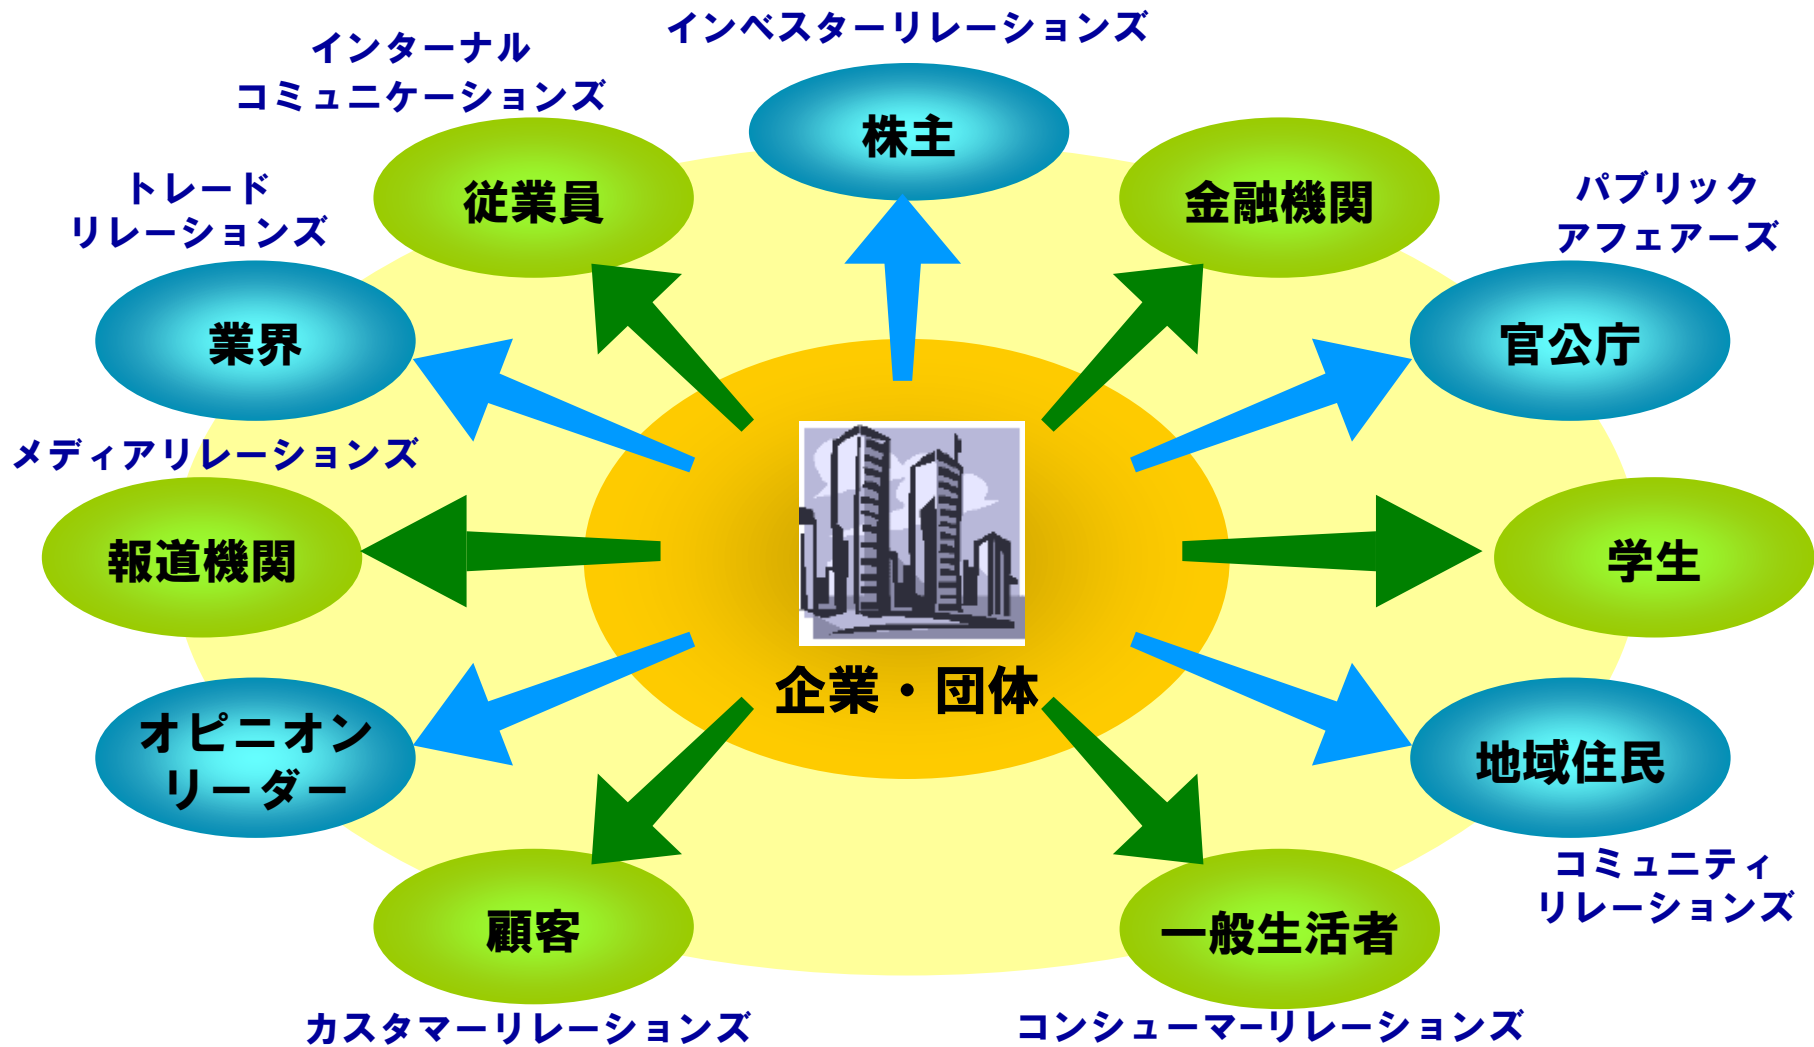 インベスターリレーションズ
インターナル
コミュニケーションズ
株主
従業員
金融機関
トレード
リレーションズ
パブリック
アフェアーズ
業界
官公庁
メディアリレーションズ
報道機関
学生
企業・団体
オピニオン
リーダー
地域住民
コミュニティ
リレーションズ
顧客
一般生活者
カスタマーリレーションズ
コンシューマーリレーションズ